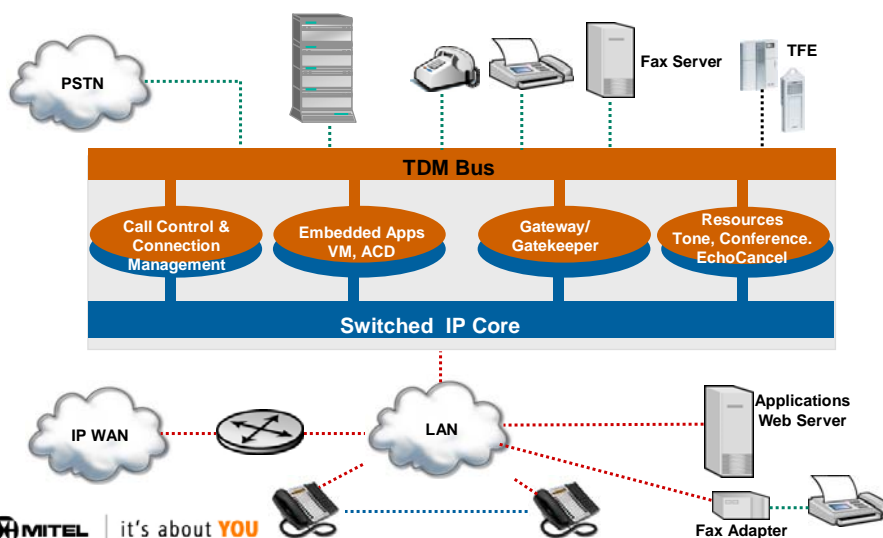 PSTN
Fax Server
TFE
TDM Bus
Call Control &
Connection
Management
Embedded Apps
VM, ACD
Gateway/
Gatekeeper
Resources
Tone, Conference.
EchoCancel
Switched IP Core
IP WAN
LAN
Applications
Web Server
Fax Adapter
MITEL
it's about YOU